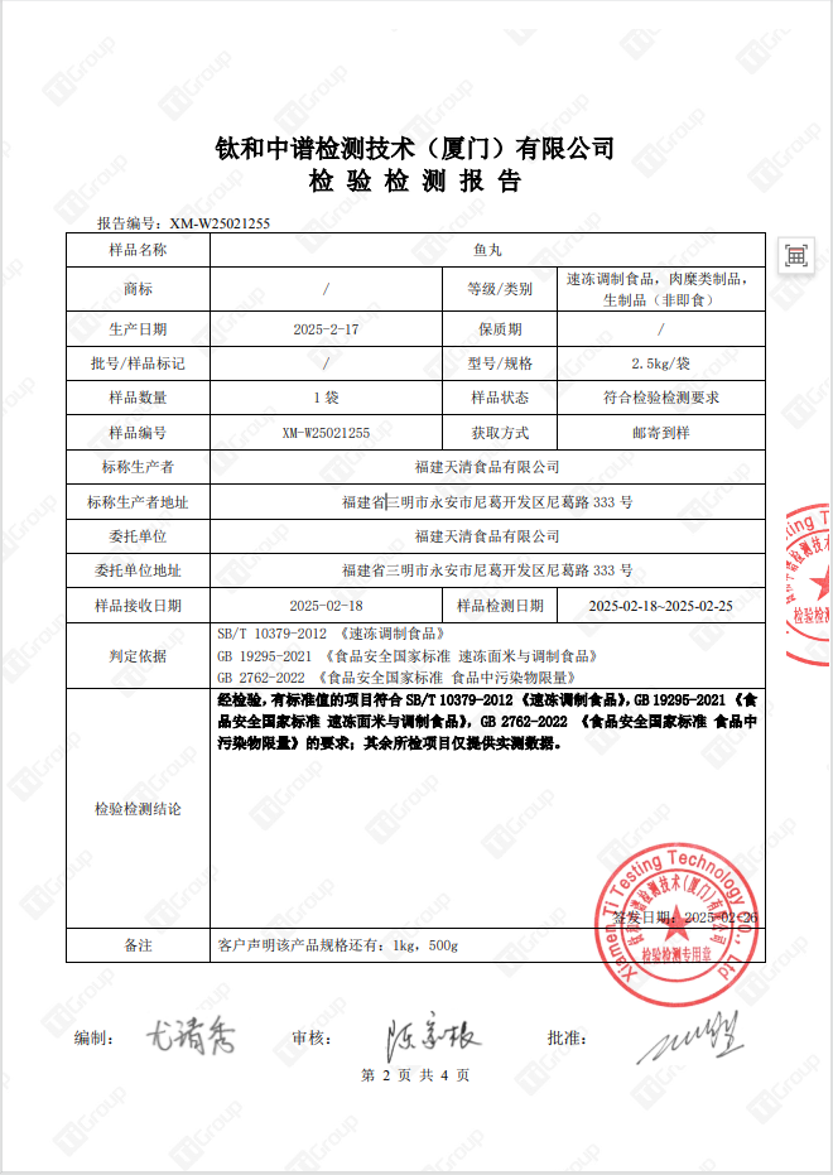 钛和中谱检测技术（厦门）有限公司
检 验 检 测 报 告
报告编号：XM-W25021255
样品名称 鱼丸
商标 / 等级/类别 速冻调制食品，肉糜类制品，
生制品（非即食）
生产日期 2025-2-17 保质期 /
批号/样品标记 / 型号/规格 2.5kg/袋
样品数量 1 袋 样品状态 符合检验检测要求
样品编号 XM-W25021255 获取方式 邮寄到样
标称生产者 福建天清食品有限公司
标称生产者地址 福建省三明市永安市尼葛开发区尼葛路 333 号
委托单位 福建天清食品有限公司
委托单位地址 福建省三明市永安市尼葛开发区尼葛路 333 号
样品接收日期 2025-02-18 样品检测日期 2025-02-18~2025-02-25
判定依据
SB/T 10379-2012 《速冻调制食品》
GB 19295-2021 《食品安全国家标准 速冻面米与调制食品》
GB 2762-2022 《食品安全国家标准 食品中污染物限量》
检验检测结论
经检验，有标准值的项目符合 SB/T 10379-2012 《速冻调制食品》，GB 19295-2021 《食
品安全国家标准 速冻面米与调制食品》，GB 2762-2022 《食品安全国家标准 食品中
污染物限量》的要求；其余所检项目仅提供实测数据。
签发日期：2025-02-26
Xiamen Ti Testing Technology CO., Ltd
钛和中谱检测技术(厦门)有限公司
检验检测专用章
备注 客户声明该产品规格还有：1kg，500g
编制： 尤清秀 审核： 批准：
第 2 页 共 4 页
TiGroup